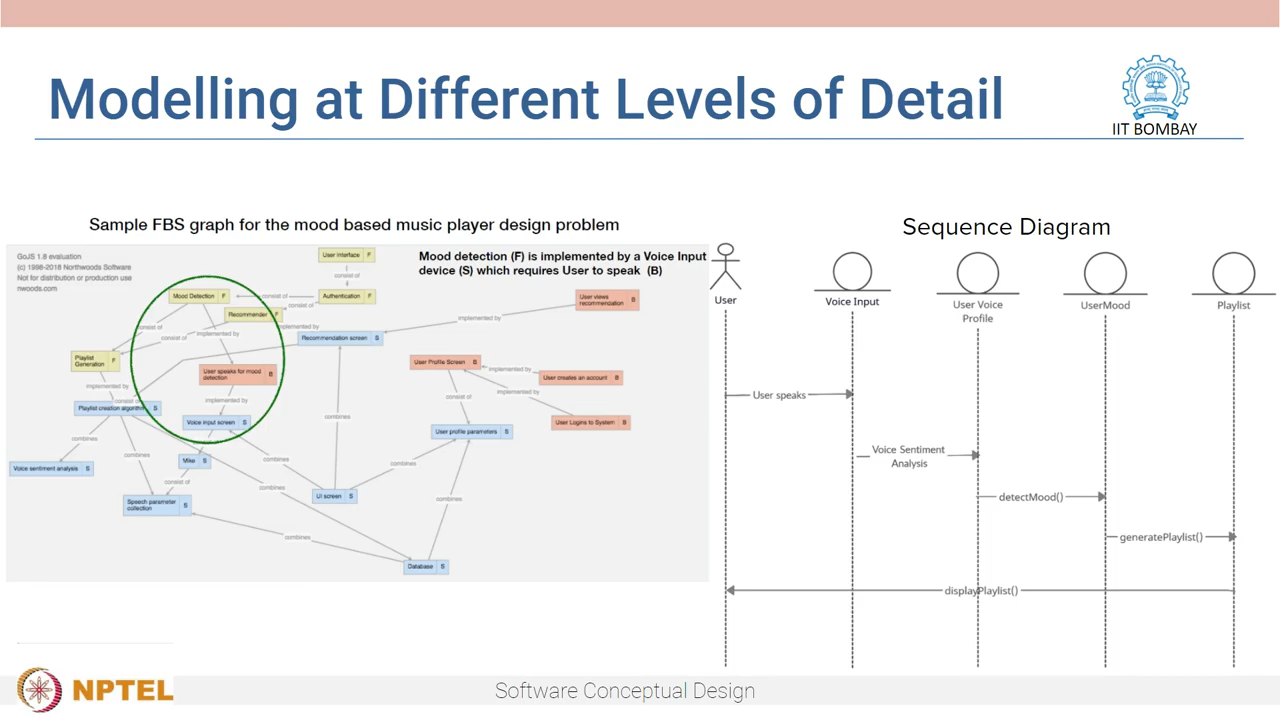 Modelling at Different Levels of Detail
IIT BOMBAY
Sample FBS graph for the mood based music player design problem
GoJS 1.8 evaluation
(c) 1998-2018 Northwoods Software
Not for distribution or production use
nwoods.com
Mood detection (F) is implemented by a Voice Input
device (S) which requires User to speak (B)
User Interface F
consist of
Mood Detection F
consist of
Authentication F
Recommender F
consist of
implemented by
User views
recommendation B
implemented by
consist of
consist of
implemented by
Recommendation screen S
Playlist
Generation F
User speaks for mood
detection B
User Profile Screen B
implemented by
User creates an account B
implemented by
consist of
implemented by
consist of
implemented by
Playlist creation algorithm S
Voice input screen S
combines
User Logins to System B
User profile parameters S
Voice sentiment analysis S
combines
combines
Mike S
combines
combines
consist of
combines
UI screen S
combines
Speech parameter
collection S
combines
Database S
Sequence Diagram
User
Voice Input
User Voice
Profile
UserMood
Playlist
User speaks
Voice Sentiment
Analysis
detectMood()
generatePlaylist()
displayPlaylist()
NPTEL
Software Conceptual Design